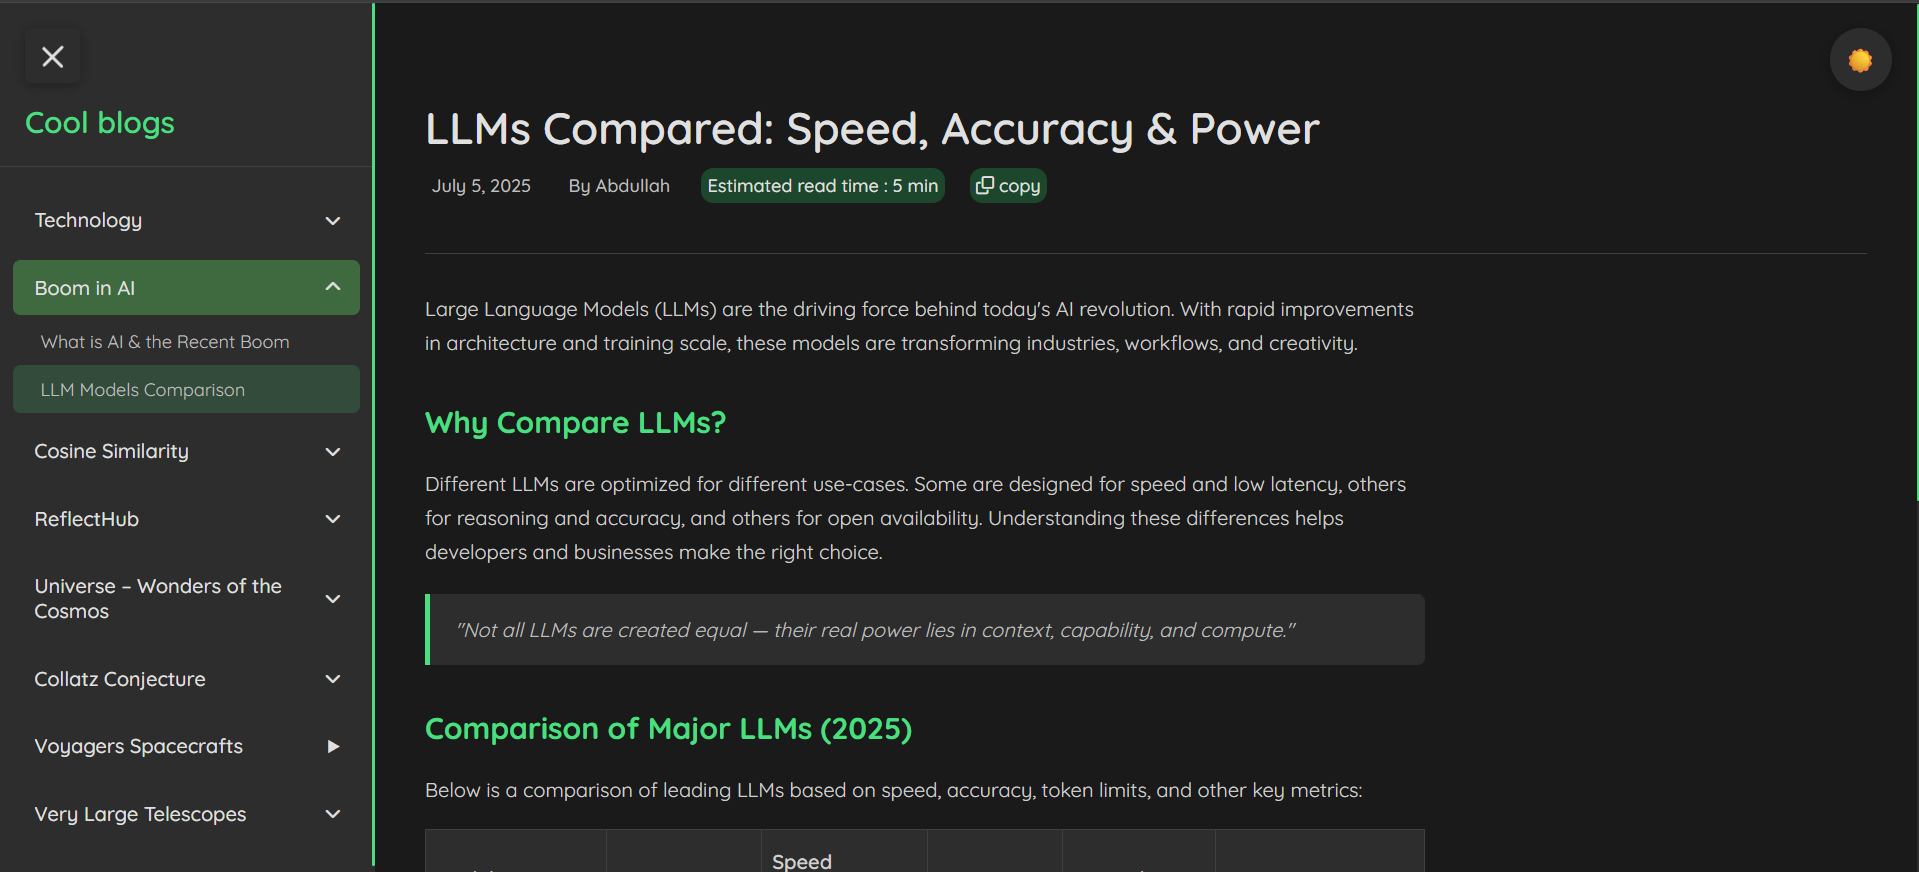 Cool blogs
Technology
Boom in AI
What is AI & the Recent Boom
LLM Models Comparison
Cosine Similarity
ReflectHub
Universe – Wonders of the
Cosmos
Collatz Conjecture
Voyagers Spacecrafts
Very Large Telescopes
LLMs Compared: Speed, Accuracy & Power
July 5, 2025 By Abdullah Estimated read time : 5 min copy
Large Language Models (LLMs) are the driving force behind today's AI revolution. With rapid improvements
in architecture and training scale, these models are transforming industries, workflows, and creativity.
Why Compare LLMs?
Different LLMs are optimized for different use-cases. Some are designed for speed and low latency, others
for reasoning and accuracy, and others for open availability. Understanding these differences helps
developers and businesses make the right choice.
"Not all LLMs are created equal — their real power lies in context, capability, and compute."
Comparison of Major LLMs (2025)
Below is a comparison of leading LLMs based on speed, accuracy, token limits, and other key metrics:
Speed